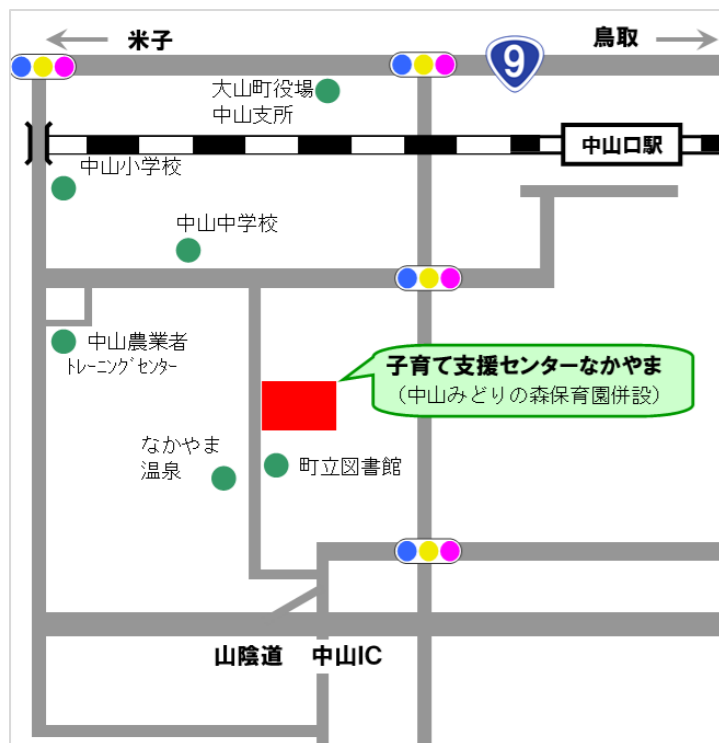 米子
鳥取
9
大山町役場
中山支所
中山口駅
中山小学校
中山中学校
中山農業者
ﾄﾚｰﾆﾝｸﾞｾﾝﾀｰ
子育て支援センターなかやま
（中山みどりの森保育園併設）
なかやま
温泉
町立図書館
山陰道　中山IC